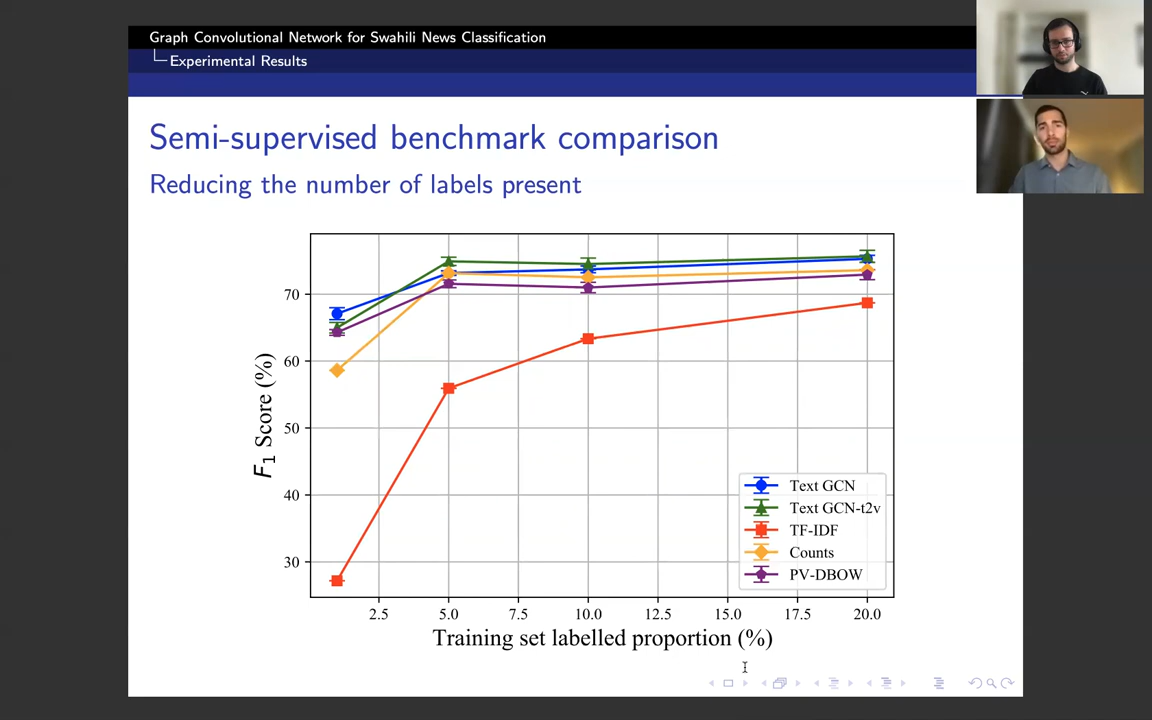 Graph Convolutional Network for Swahili News Classification
Experimental Results
Semi-supervised benchmark comparison
Reducing the number of labels present
70
60
50
40
30
F1 Score (%)
Text GCN
Text GCN-t2v
TF-IDF
Counts
PV-DBOW
2.5 5.0 7.5 10.0 12.5 15.0 17.5 20.0
Training set labelled proportion (%)